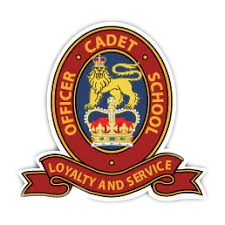 OFFICER · CADET · SCHOOL
LOYALTY AND SERVICE